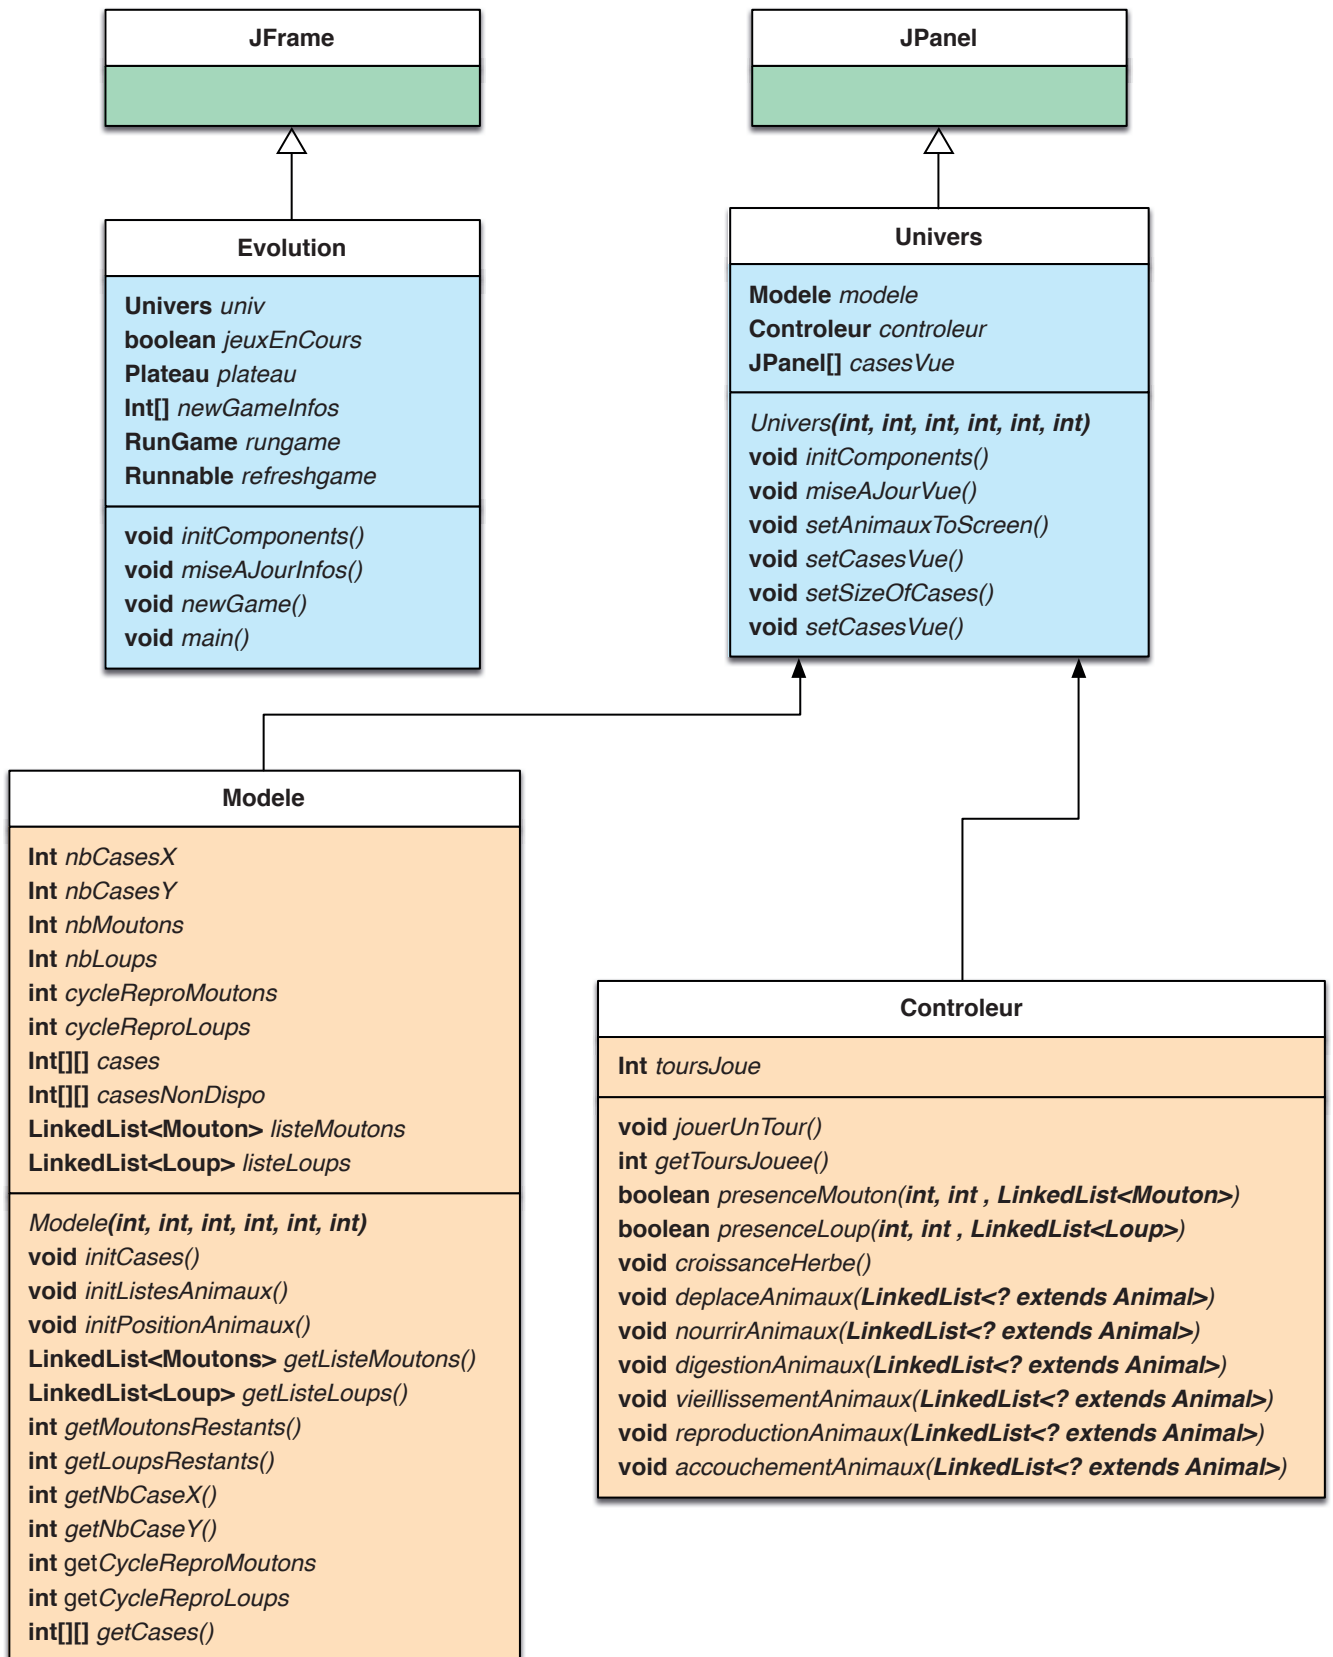 JFrame
Evolution
Univers univ
boolean jeuxEnCours
Plateau plateau
Int[] newGameInfos
RunGame rungame
Runnable refreshgame
void initComponents()
void miseAJourInfos()
void newGame()
void main()
JPanel
Univers
Modele modele
Controleur controleur
JPanel[] casesVue
Univers(int, int, int, int, int, int)
void initComponents()
void miseAJourVue()
void setAnimauxToScreen()
void setCasesVue()
void setSizeOfCases()
void setCasesVue()
Modele
Int nbCasesX
Int nbCasesY
Int nbMoutons
Int nbLoups
int cycleReproMoutons
int cycleReproLoups
Int[][] cases
Int[][] casesNonDispo
LinkedList<Mouton> listeMoutons
LinkedList<Loup> listeLoups
Modele(int, int, int, int, int, int)
void initCases()
void initListesAnimaux()
void initPositionAnimaux()
LinkedList<Moutons> getListeMoutons()
LinkedList<Loup> getListeLoups()
int getMoutonsRestants()
int getLoupsRestants()
int getNbCaseX()
int getNbCaseY()
int getCycleReproMoutons
int getCycleReproLoups
int[][] getCases()
Controleur
Int toursJoue
void jouerUnTour()
int getToursJouee()
boolean presenceMouton(int, int , LinkedList<Mouton>)
boolean presenceLoup(int, int , LinkedList<Loup>)
void croissanceHerbe()
void deplaceAnimaux(LinkedList<? extends Animal>)
void nourrirAnimaux(LinkedList<? extends Animal>)
void digestionAnimaux(LinkedList<? extends Animal>)
void vieillissementAnimaux(LinkedList<? extends Animal>)
void reproductionAnimaux(LinkedList<? extends Animal>)
void accouchementAnimaux(LinkedList<? extends Animal>)